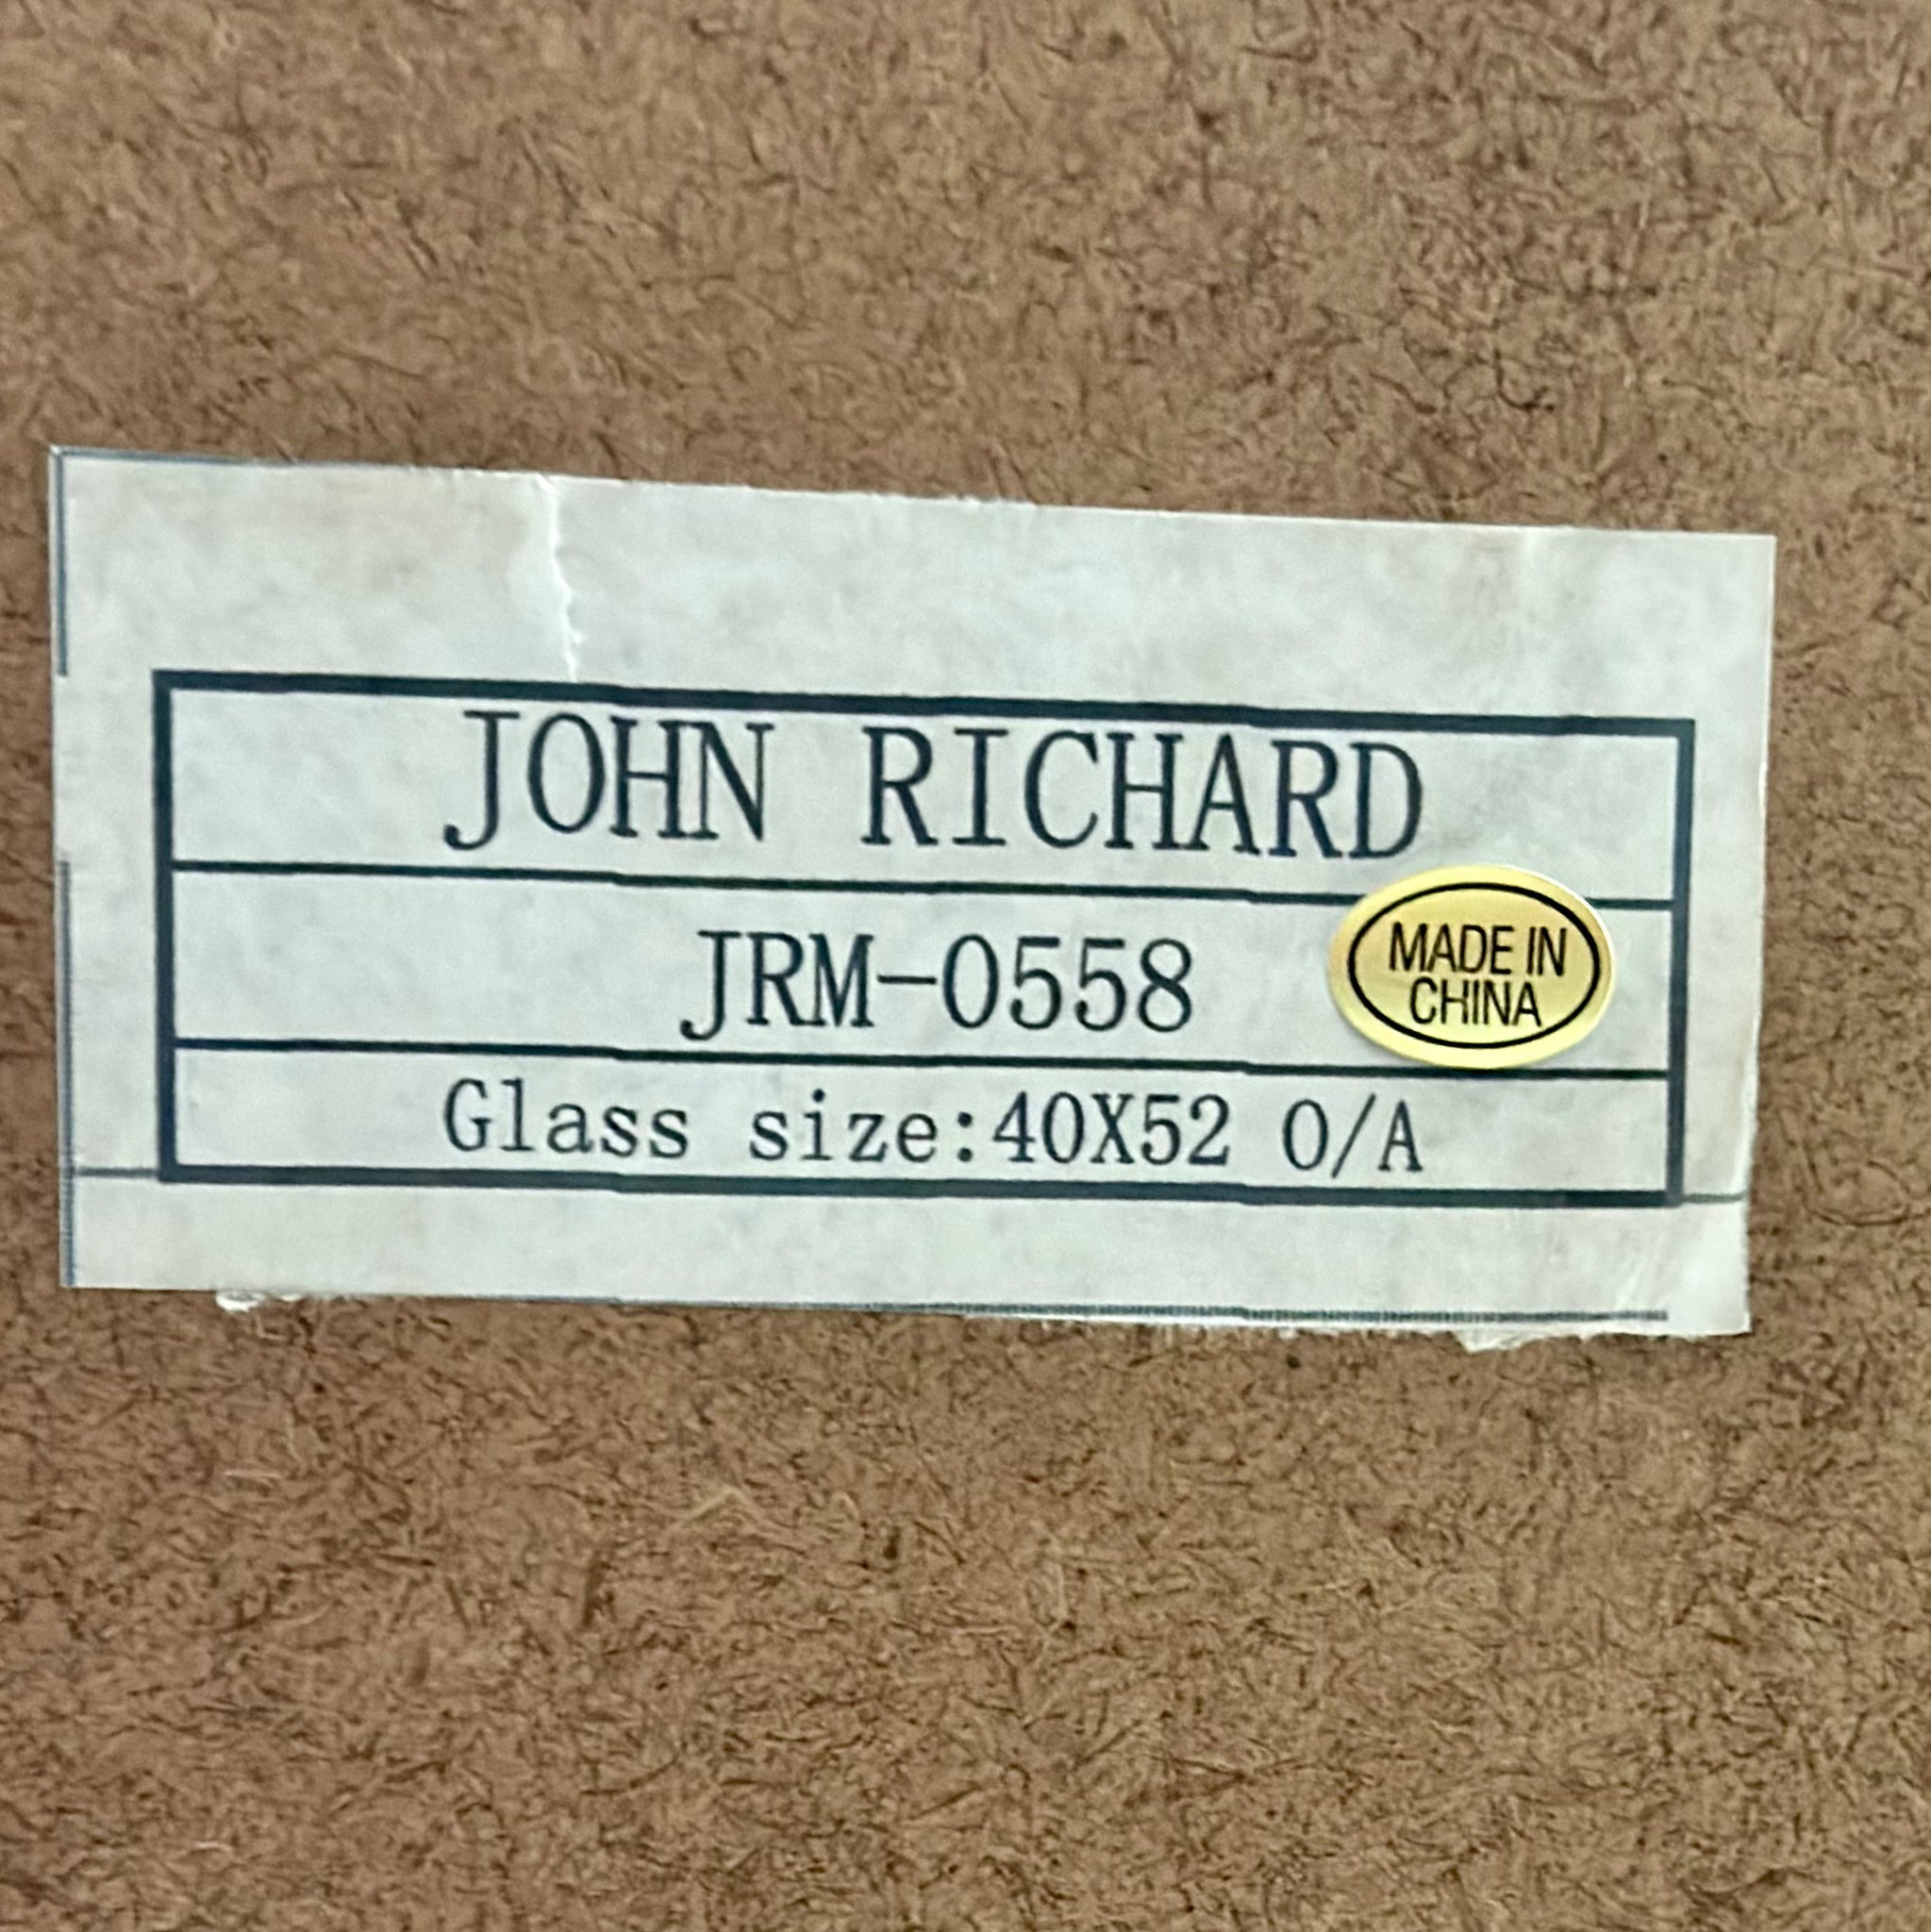 JOHN RICHARD
JRM-0558
MADE IN
CHINA
Glass size:40X52 O/A